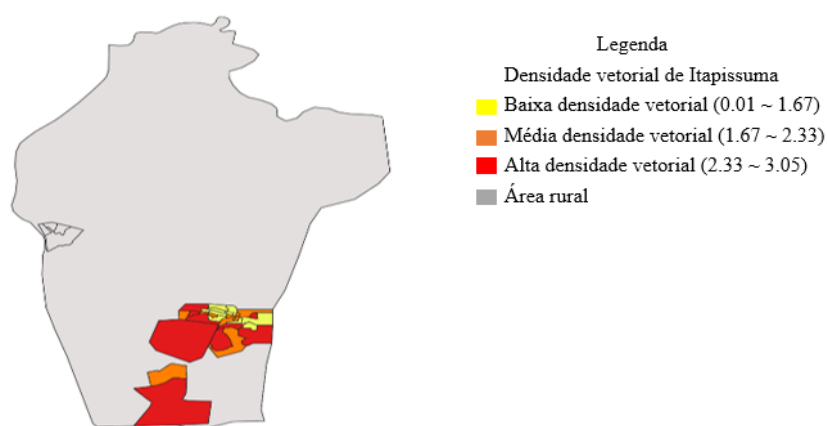 Legenda
Densidade vetorial de Itapissuma
Baixa densidade vetorial (0.01 ~ 1.67)
Média densidade vetorial (1.67 ~ 2.33)
Alta densidade vetorial (2.33 ~ 3.05)
Área rural